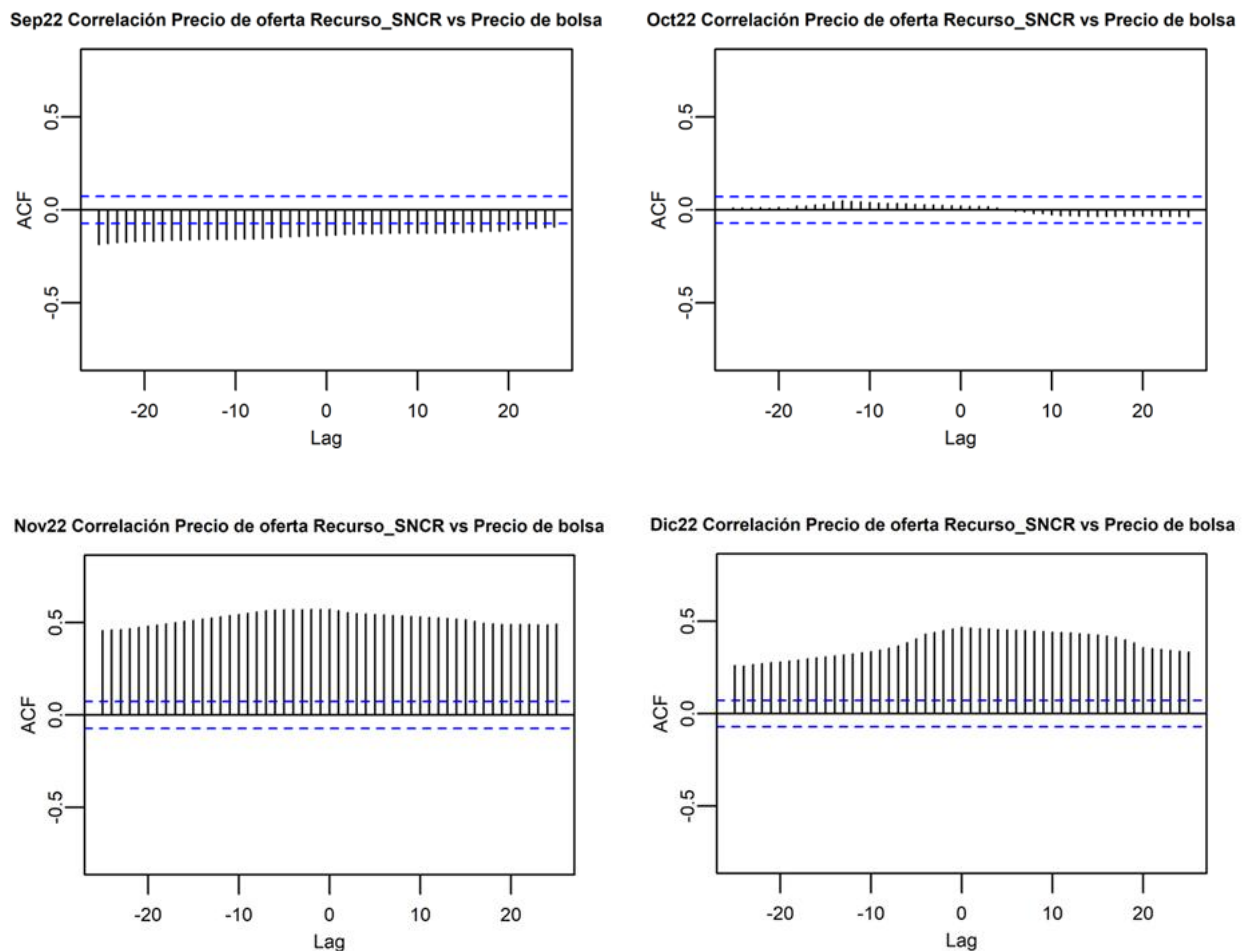 Sep22 Correlación Precio de oferta Recurso_SNCR vs Precio de bolsa
ACF
0.5
0.0
-0.5
-20 -10 0 10 20
Lag
Oct22 Correlación Precio de oferta Recurso_SNCR vs Precio de bolsa
ACF
0.5
0.0
-0.5
-20 -10 0 10 20
Lag
Nov22 Correlación Precio de oferta Recurso_SNCR vs Precio de bolsa
ACF
0.5
0.0
-0.5
-20 -10 0 10 20
Lag
Dic22 Correlación Precio de oferta Recurso_SNCR vs Precio de bolsa
ACF
0.5
0.0
-0.5
-20 -10 0 10 20
Lag